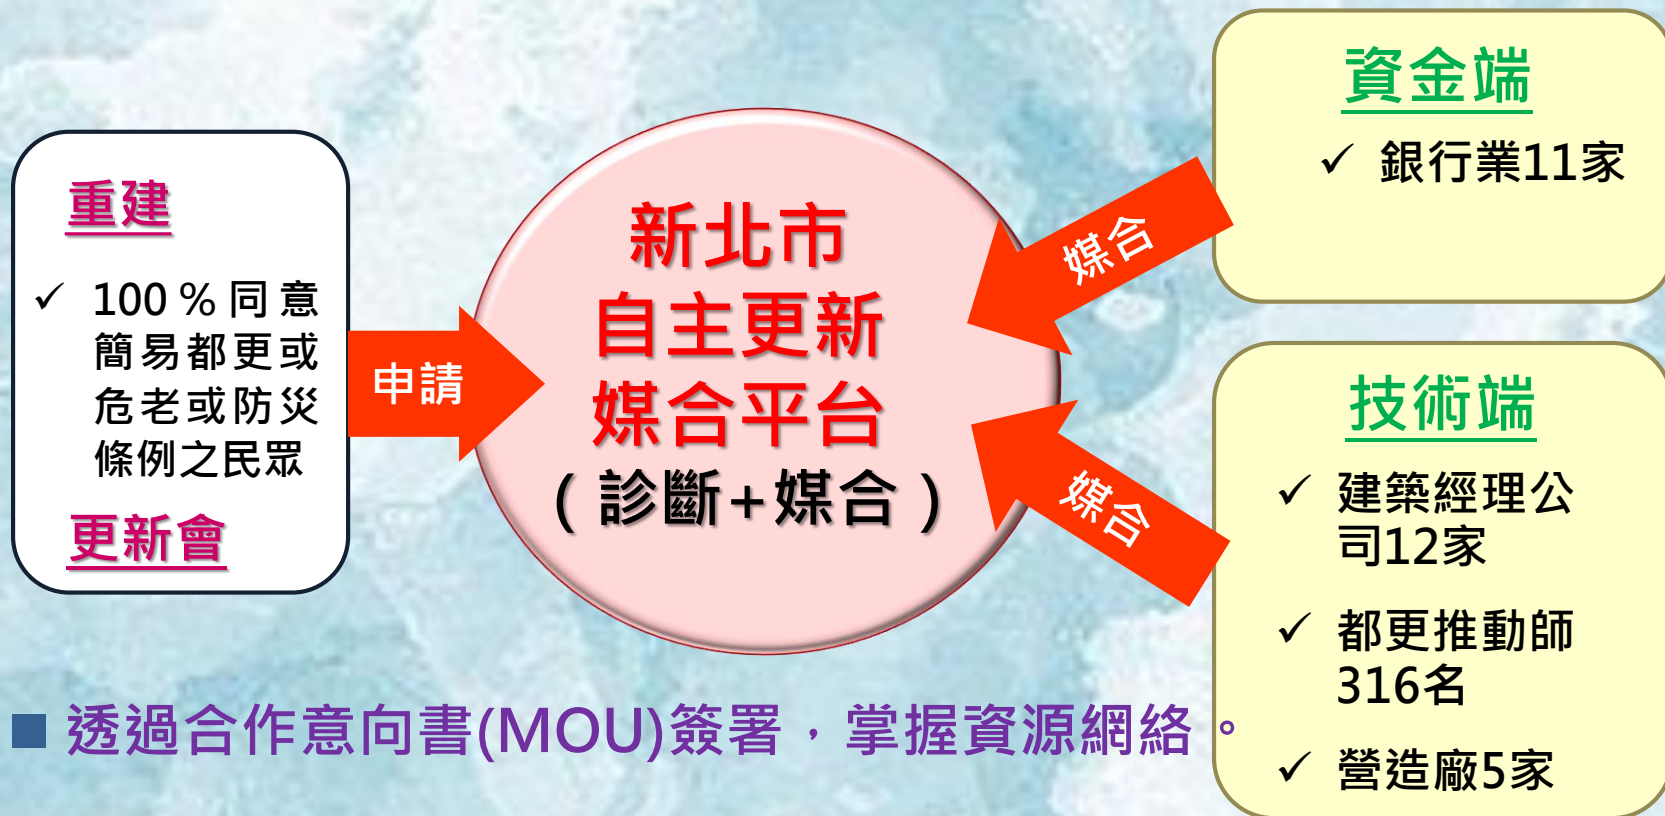 重建
✓ 100%同意
簡易都更或
危老或防災
條例之民眾
更新會
申請
新北市
自主更新
媒合平台
(診斷+媒合)
媒合
媒合
資金端
✓ 銀行業11家
技術端
✓ 建築經理公
司12家
✓ 都更推動師
316名
✓ 營造廠5家
■ 透過合作意向書(MOU)簽署，掌握資源網絡。